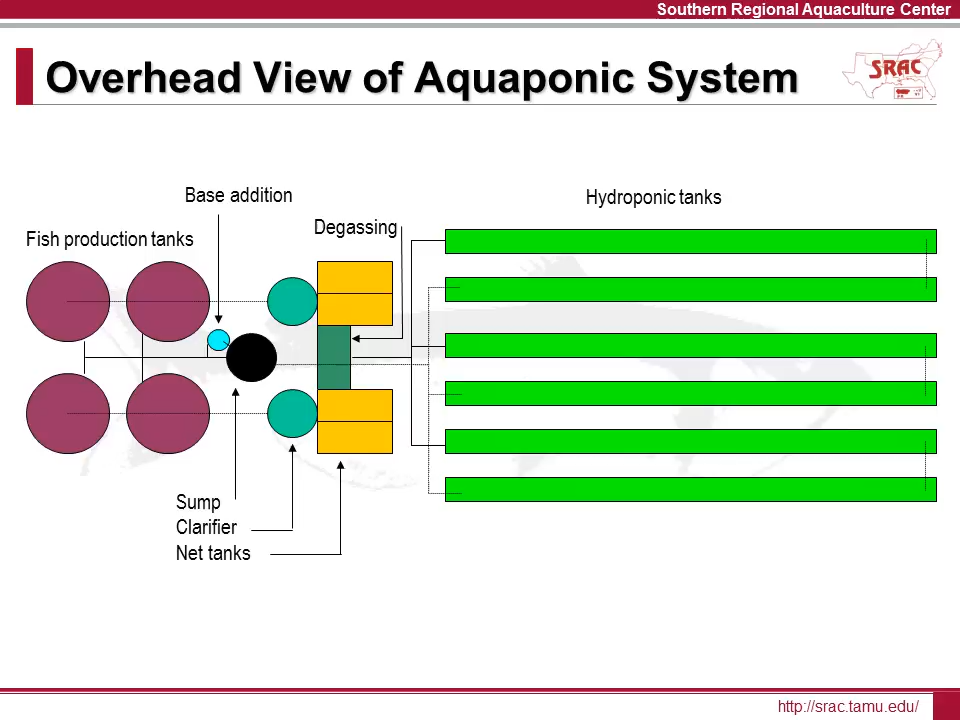 Southern Regional Aquaculture Center
Overhead View of Aquaponic System
SRAC
Base addition
Hydroponic tanks
Degassing
Fish production tanks
Sump
Clarifier
Net tanks
http://srac.tamu.edu/